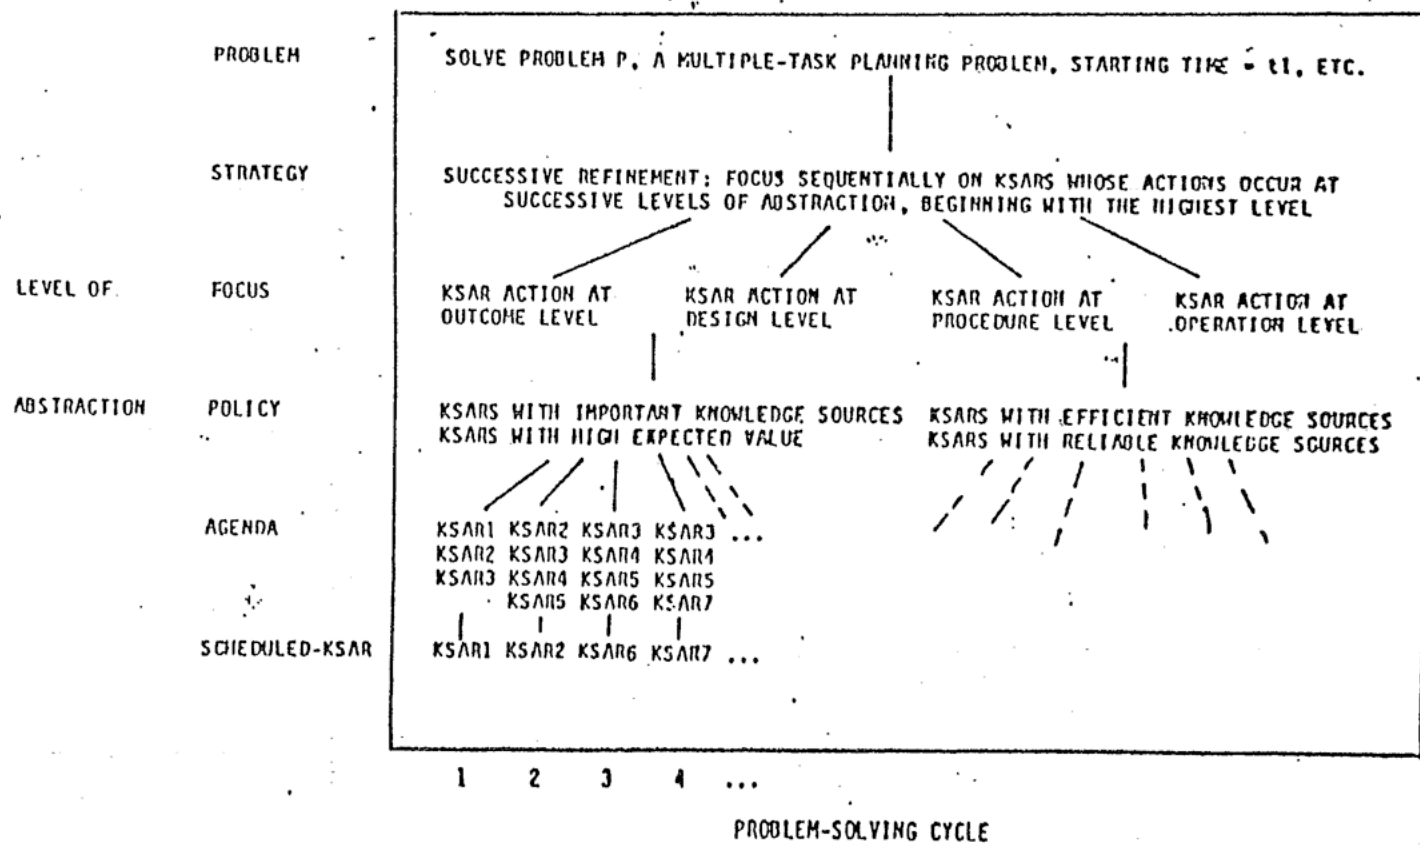 PROBLEM
SOLVE PROBLEM P, A MULTIPLE-TASK PLANNING PROBLEM, STARTING TIME = t1, ETC.
STRATEGY
SUCCESSIVE REFINEMENT: FOCUS SEQUENTIALLY ON KSARS WHOSE ACTIONS OCCUR AT
SUCCESSIVE LEVELS OF ABSTRACTION, BEGINNING WITH THE HIGHEST LEVEL
LEVEL OF
FOCUS
KSAR ACTION AT
OUTCOME LEVEL
KSAR ACTION AT
DESIGN LEVEL
KSAR ACTION AT
PROCEDURE LEVEL
KSAR ACTION AT
OPERATION LEVEL
ABSTRACTION
POLICY
KSARS WITH IMPORTANT KNOWLEDGE SOURCES
KSARS WITH HIGH EXPECTED VALUE
KSARS WITH EFFICIENT KNOWLEDGE SOURCES
KSARS WITH RELIABLE KNOWLEDGE SOURCES
AGENDA
KSAR1 KSAR2 KSAR3 KSAR3 ...
KSAR2 KSAR3 KSAR4 KSAR4
KSAR3 KSAR4 KSAR5 KSAR5
KSAR5 KSAR6 KSAR7
SCHEDULED-KSAR
KSAR1 KSAR2 KSAR6 KSAR7 ...
1 2 3 4 ...
PROBLEM-SOLVING CYCLE